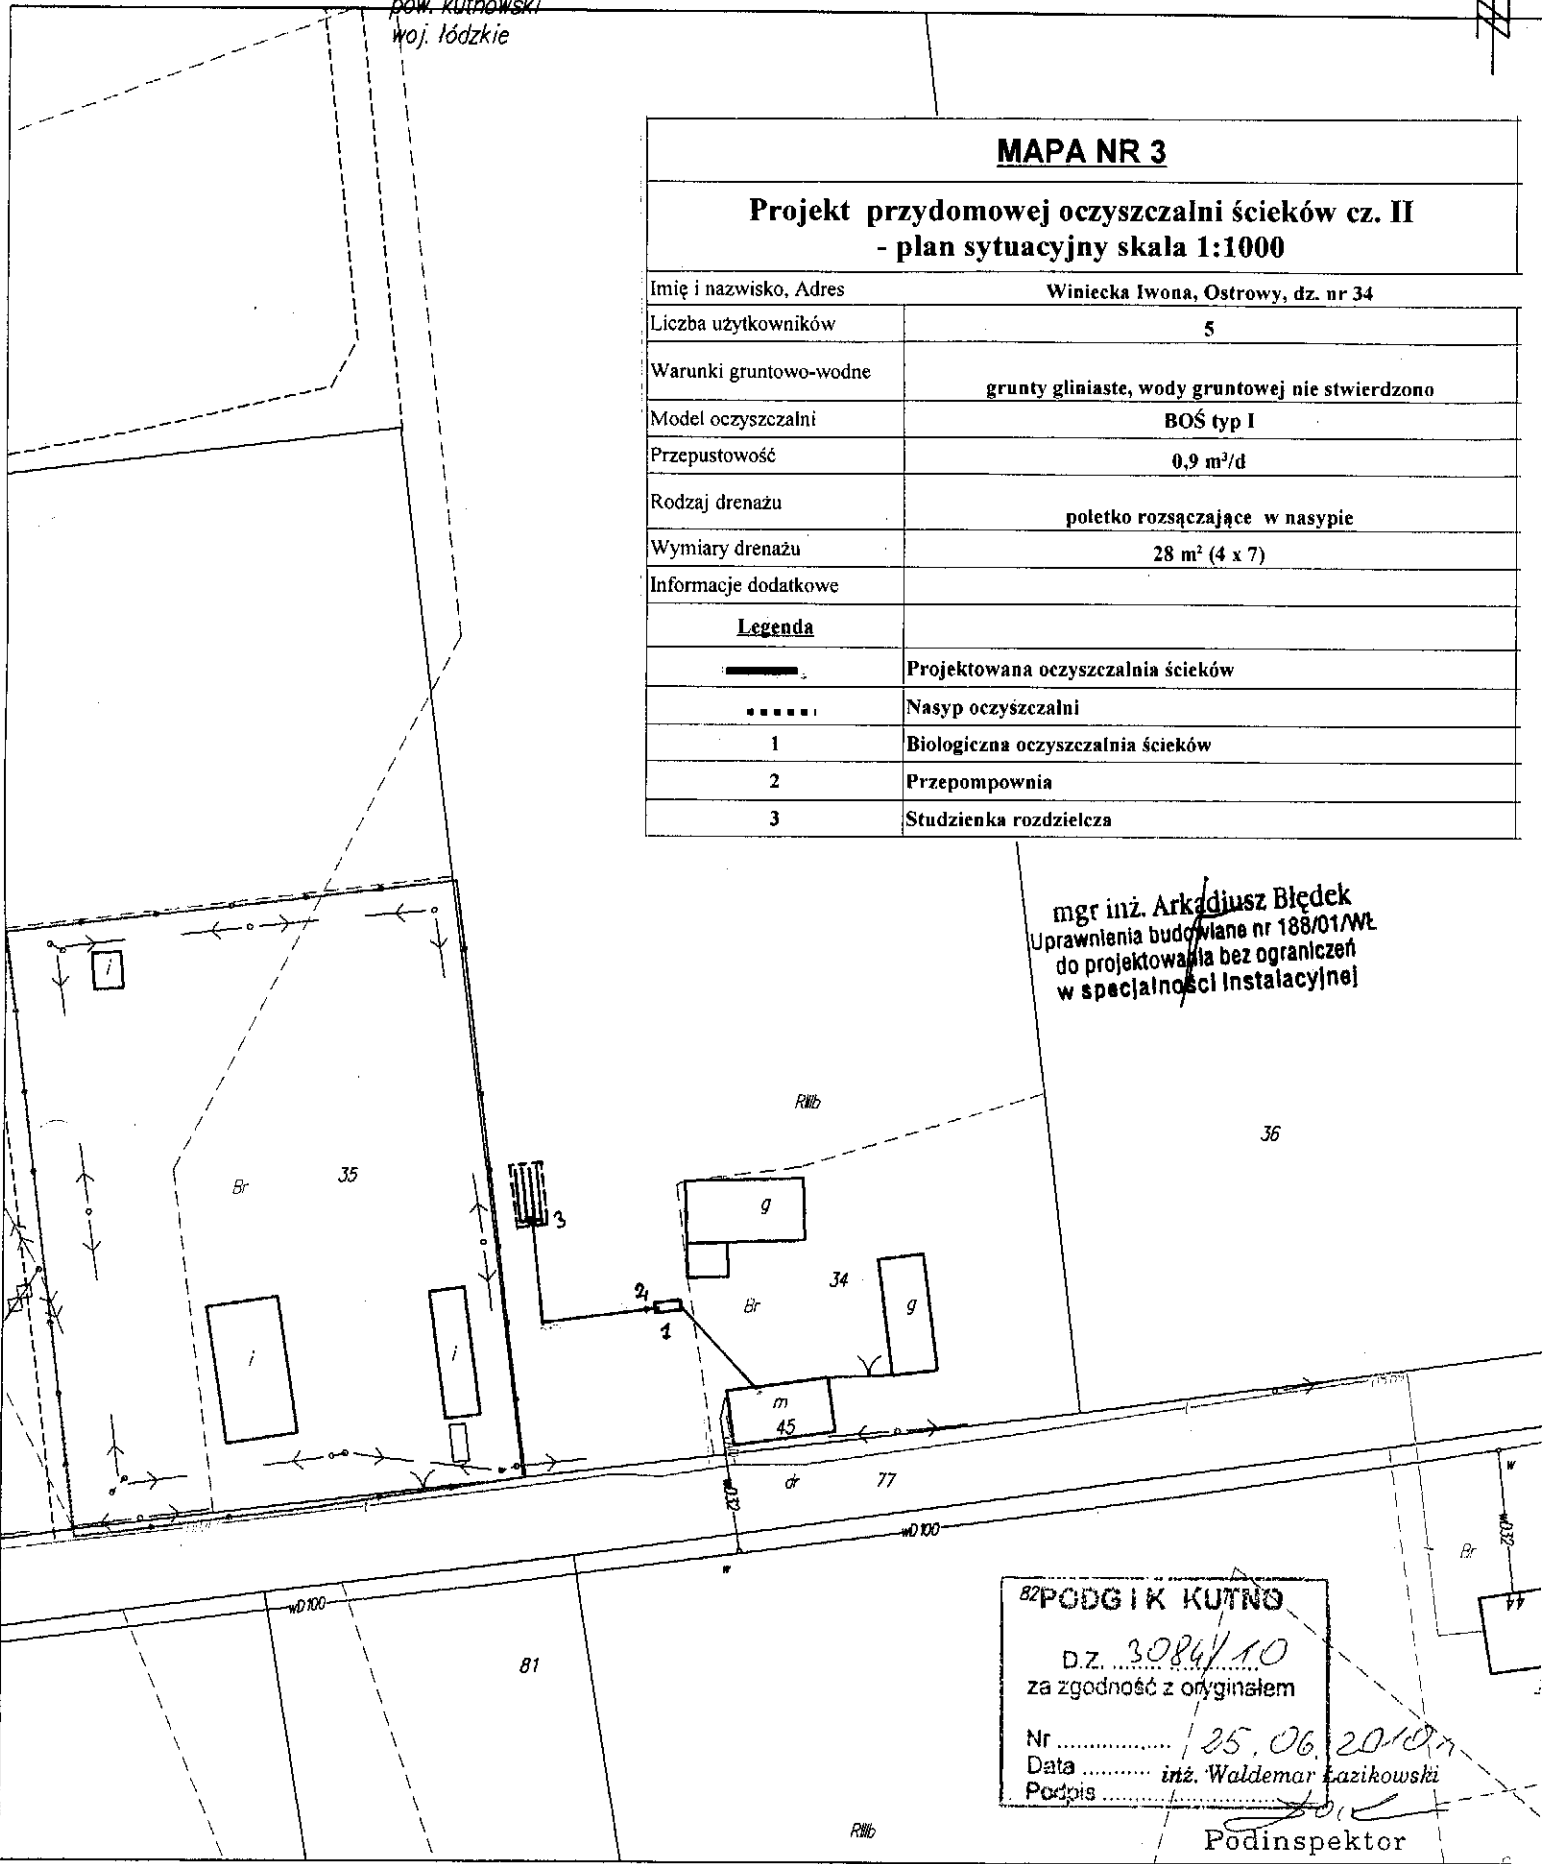 pow. kutnowski
woj. łódzkie
MAPA NR 3
Projekt przydomowej oczyszczalni ścieków cz. II
- plan sytuacyjny skala 1:1000
Imię i nazwisko, Adres Winiecka Iwona, Ostrowy, dz. nr 34
Liczba użytkowników 5
Warunki gruntowo-wodne grunty gliniaste, wody gruntowej nie stwierdzono
Model oczyszczalni BOŚ typ I
Przepustowość 0,9 m³/d
Rodzaj drenażu poletko rozsączające w nasypie
Wymiary drenażu 28 m² (4 x 7)
Informacje dodatkowe
Legenda
Projektowana oczyszczalnia ścieków
Nasyp oczyszczalni
1 Biologiczna oczyszczalnia ścieków
2 Przepompownia
3 Studzienka rozdzielcza
mgr inż. Arkadiusz Błędek
Uprawnienia budowlane nr 188/01/WŁ
do projektowania bez ograniczeń
w specjalności instalacyjnej
i
RIIIb
36
Br 35
g
3
34
2
Br
g
1
i
i
m
45
dr 77
wD32
wD100
w
w
wD32
Br
wD100
81
82
PODGIK KUTNO
D.Z. 3084/10
za zgodność z oryginałem
Nr
25.06.2010r
Data
inż. Waldemar Łazikowski
Podpis
RIIIb
Podinspektor